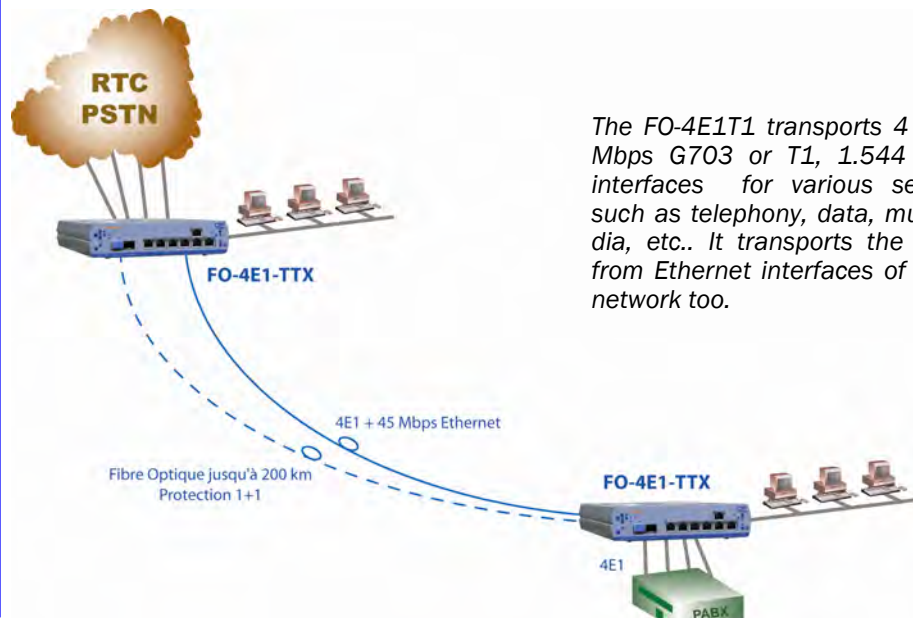 RTC
PSTN
The FO-4E1T1 transports 4
Mbps G703 or T1, 1.544
interfaces for various
such as telephony, data,
dia, etc.. It transports the
from Ethernet interfaces of
network too.
FO-4E1-TTX
4E1 + 45 Mbps Ethernet
Fibre Optique jusqu'à 200 km
Protection 1+1
FO-4E1-TTX
4E1
PABX